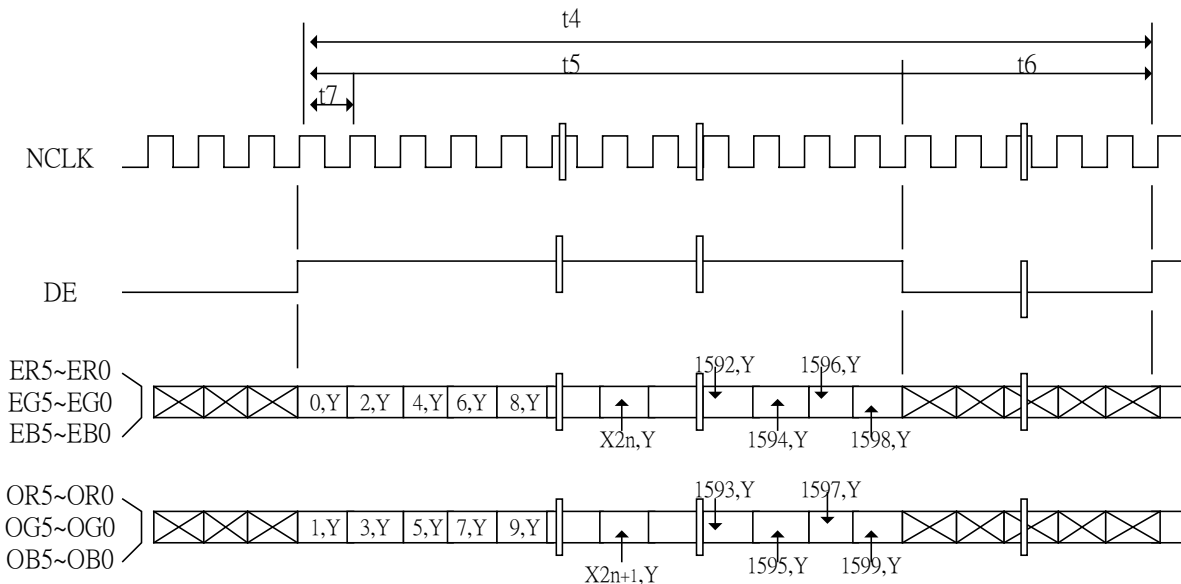 t4
t5 t6
t7
NCLK
DE
ER5~ER0
EG5~EG0
EB5~EB0
1592,Y 1596,Y
0,Y 2,Y 4,Y 6,Y 8,Y
X2n,Y 1594,Y 1598,Y
OR5~OR0
OG5~OG0
OB5~OB0
1593,Y 1597,Y
1,Y 3,Y 5,Y 7,Y 9,Y
X2n+1,Y 1595,Y 1599,Y